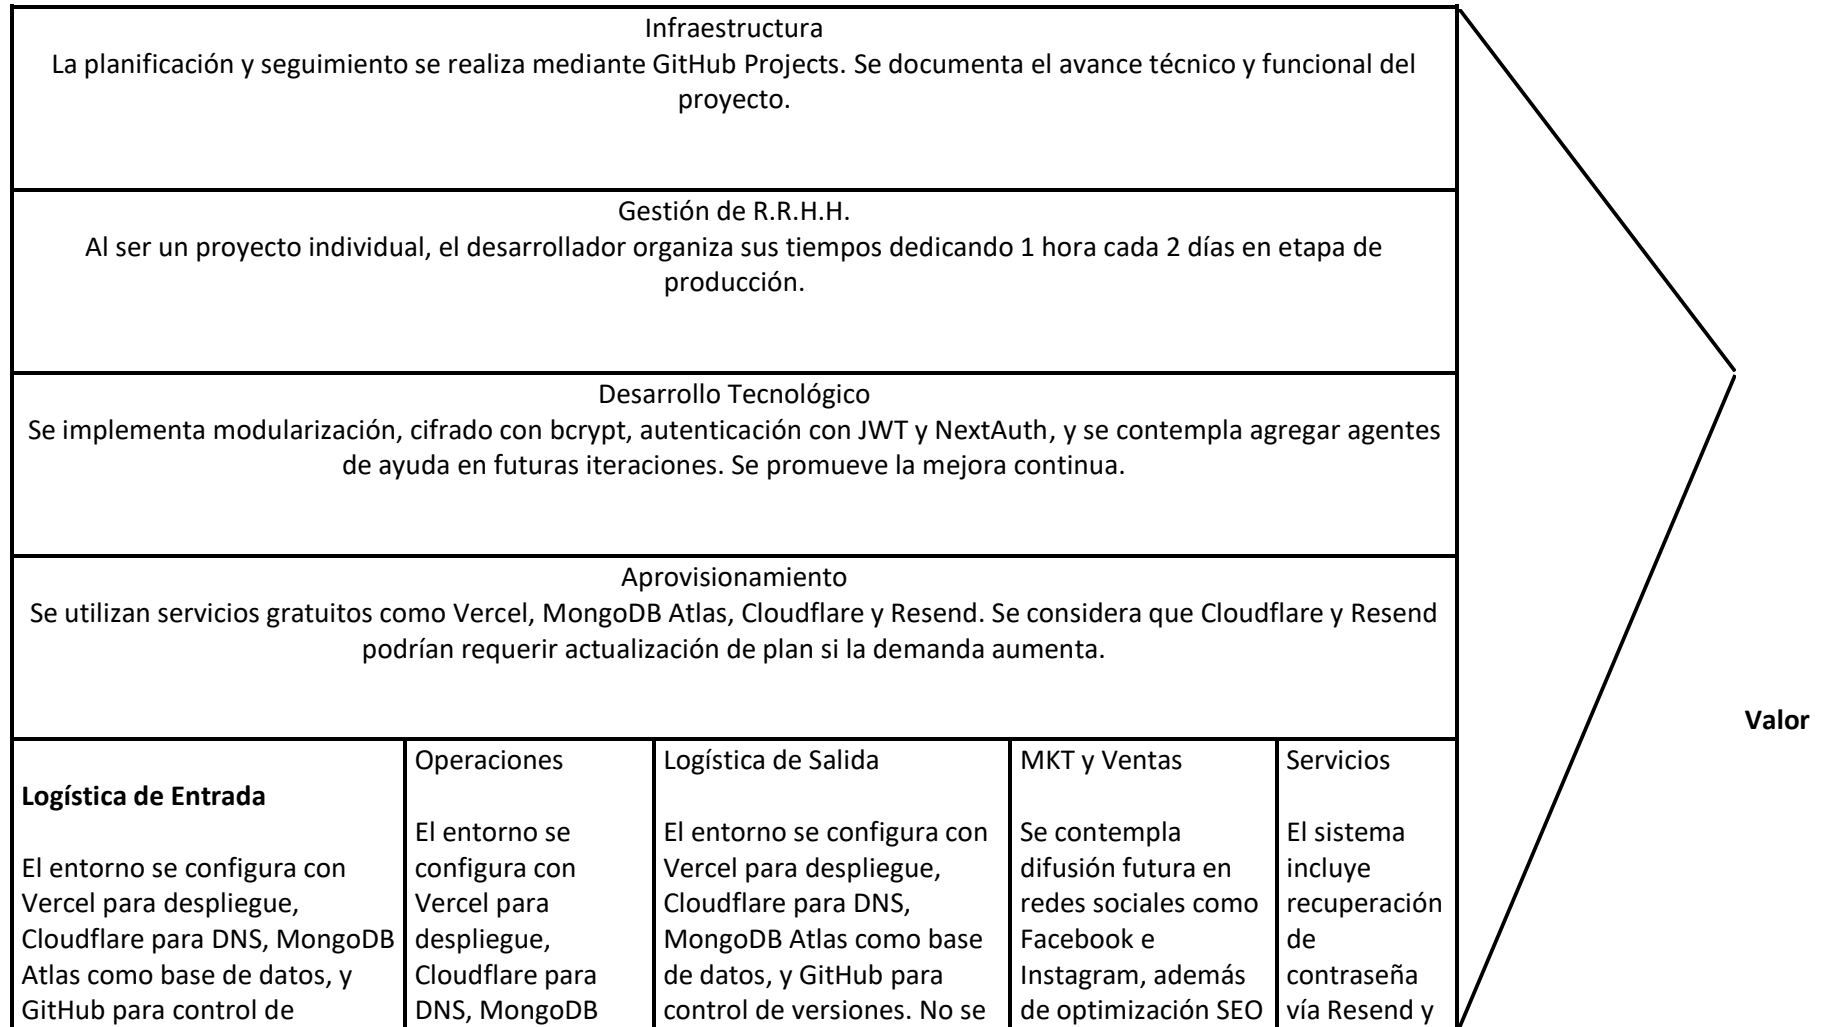 Infraestructura
La planificación y seguimiento se realiza mediante GitHub Projects. Se documenta el avance técnico y funcional del
proyecto.
Gestión de R.R.H.H.
Al ser un proyecto individual, el desarrollador organiza sus tiempos dedicando 1 hora cada 2 días en etapa de
producción.
Desarrollo Tecnológico
Se implementa modularización, cifrado con bcrypt, autenticación con JWT y NextAuth, y se contempla agregar agentes
de ayuda en futuras iteraciones. Se promueve la mejora continua.
Aprovisionamiento
Se utilizan servicios gratuitos como Vercel, MongoDB Atlas, Cloudflare y Resend. Se considera que Cloudflare y Resend
podrían requerir actualización de plan si la demanda aumenta.
Logística de Entrada
El entorno se configura con
Vercel para despliegue,
Cloudflare para DNS, MongoDB
Atlas como base de datos, y
GitHub para control de
Operaciones
El entorno se
configura con
Vercel para
despliegue,
Cloudflare para
DNS, MongoDB
Logística de Salida
El entorno se configura con
Vercel para despliegue,
Cloudflare para DNS,
MongoDB Atlas como base
de datos, y GitHub para
control de versiones. No se
MKT y Ventas
Se contempla
difusión futura en
redes sociales como
Facebook e
Instagram, además
de optimización SEO
Servicios
El sistema
incluye
recuperación
de
contraseña
vía Resend y
Valor